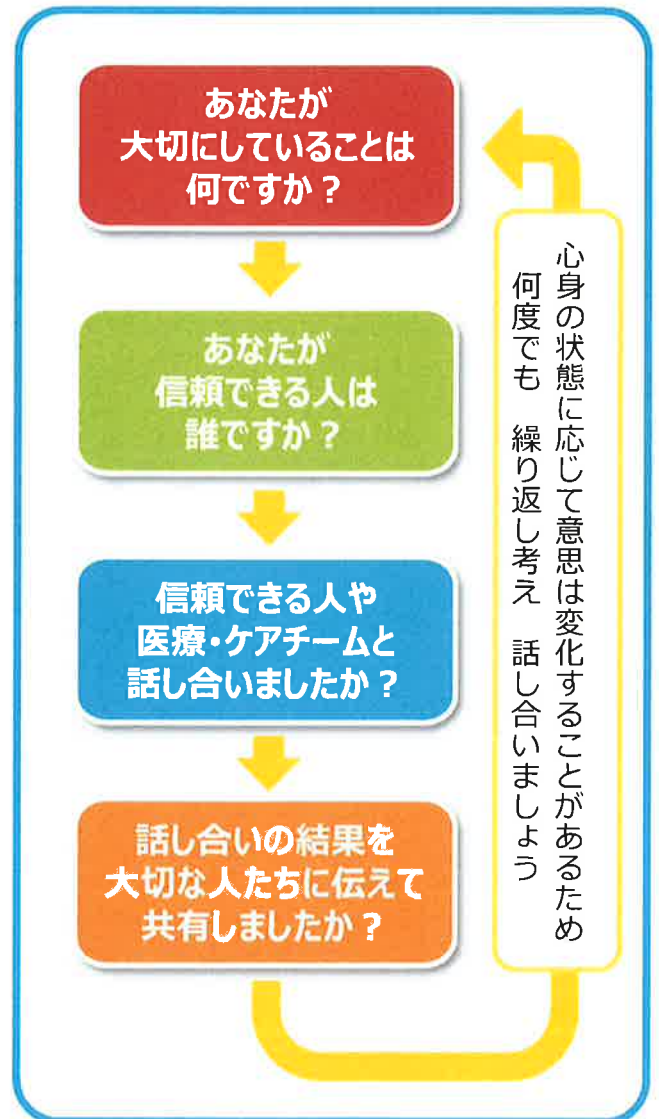 あなたが
大切にしていることは
何ですか？
あなたが
信頼できる人は
誰ですか？
信頼できる人や
医療・ケアチームと
話し合いましたか？
話し合いの結果を
大切な人たちに伝えて
共有しましたか？
心身の状態に応じて意思は変化することがあるため
何度でも　繰り返し考え　話し合いましょう